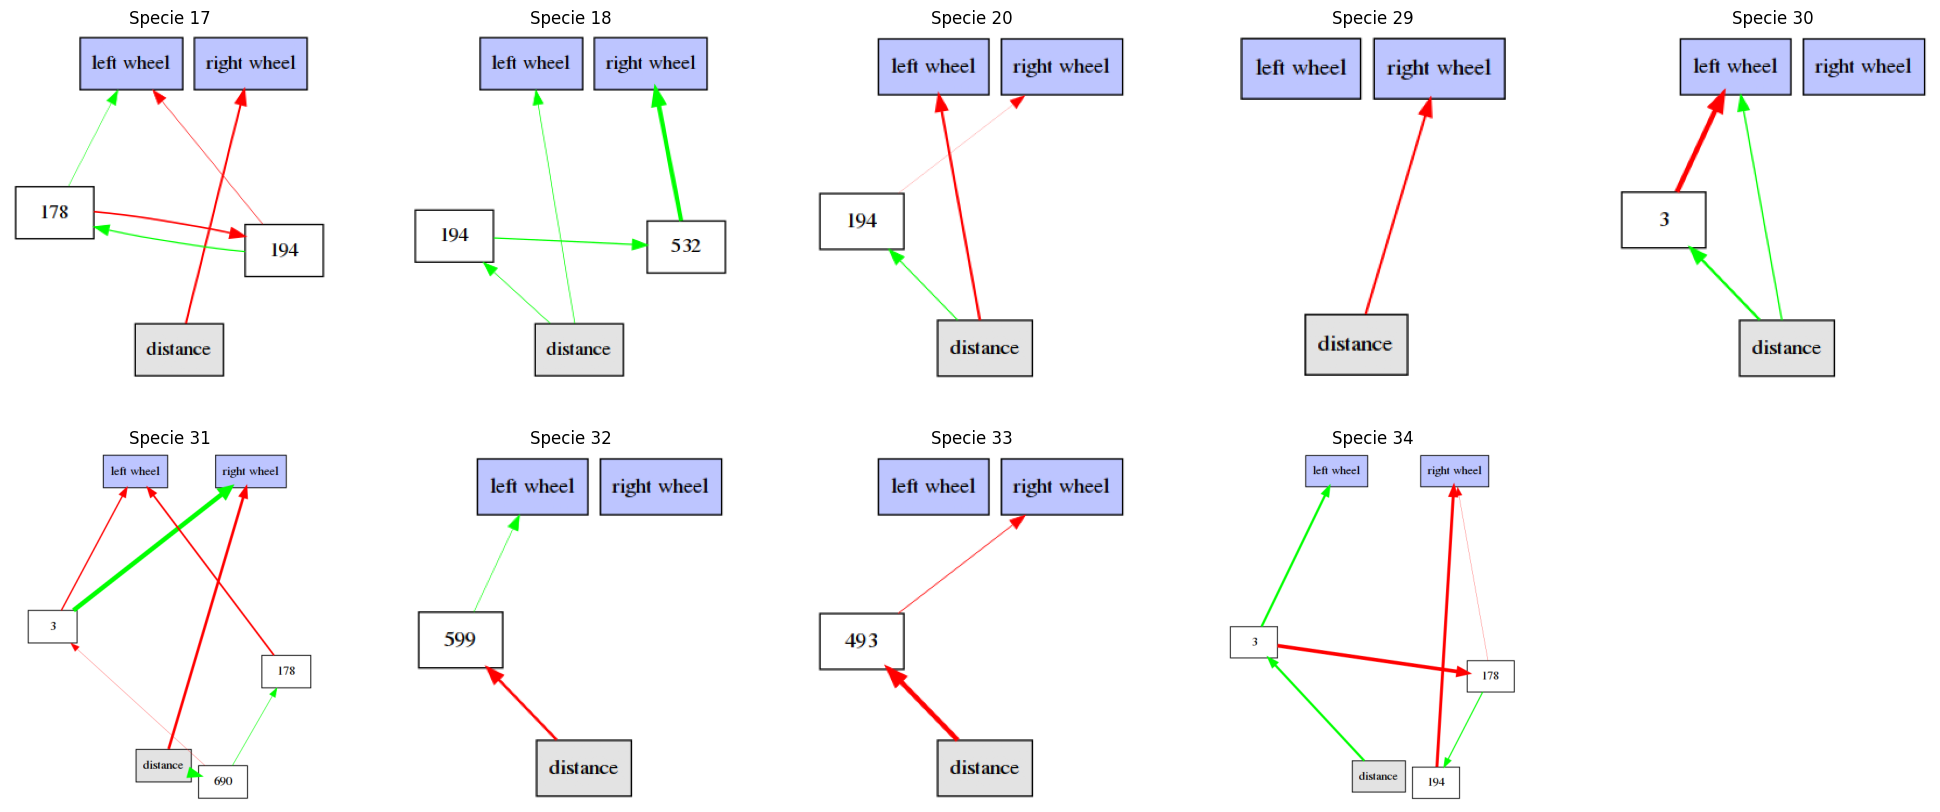 Specie 17
left wheel
right wheel
178
194
distance
Specie 18
left wheel
right wheel
194
532
distance
Specie 20
left wheel
right wheel
194
distance
Specie 29
left wheel
right wheel
distance
Specie 30
left wheel
right wheel
3
distance
Specie 31
left wheel
right wheel
3
178
distance
690
Specie 32
left wheel
right wheel
599
distance
Specie 33
left wheel
right wheel
493
distance
Specie 34
left wheel
right wheel
3
178
distance
194